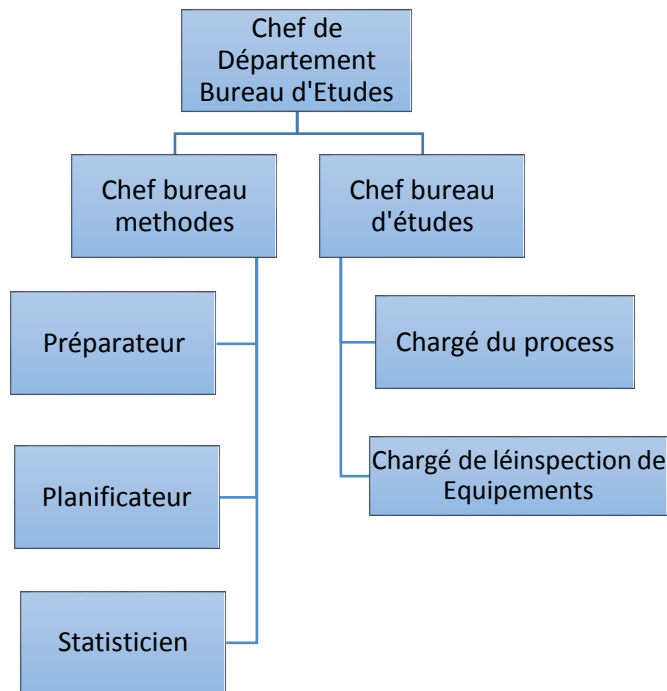 Chef de
Département
Bureau d'Etudes
Chef bureau
methodes
Chef bureau
d'études
Préparateur
Chargé du process
Planificateur
Chargé de léinspection de
Equipements
Statisticien